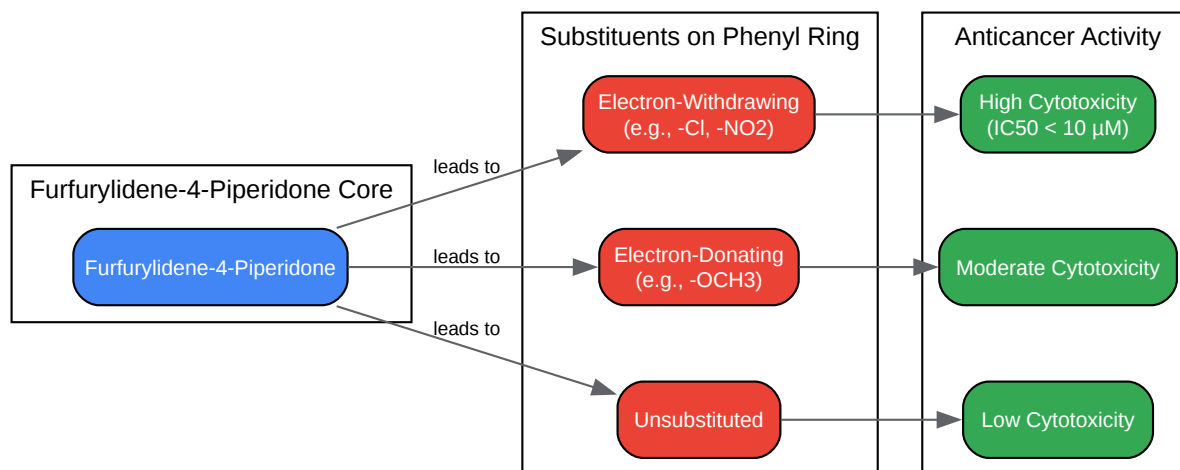 Substituents on Phenyl Ring
Anticancer Activity
Electron-Withdrawing
(e.g., -Cl, -NO2)
High Cytotoxicity
(IC50 < 10 µM)
leads to
Furfurylidene-4-Piperidone Core
Furfurylidene-4-Piperidone
leads to
Electron-Donating
(e.g., -OCH3)
Moderate Cytotoxicity
leads to
Unsubstituted
Low Cytotoxicity